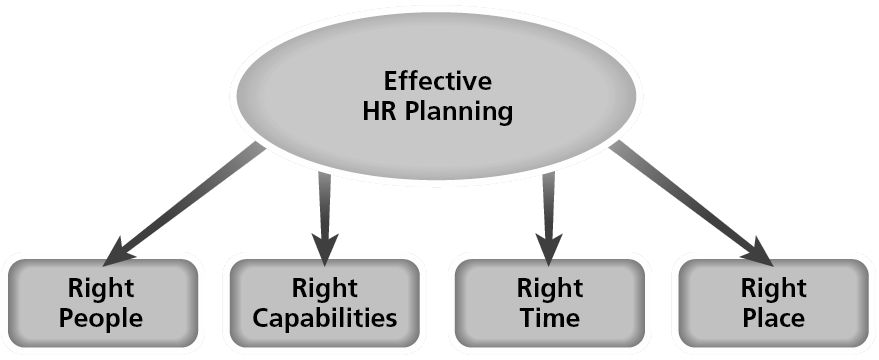 Effective
HR Planning
Right
People
Right
Capabilities
Right
Time
Right
Place